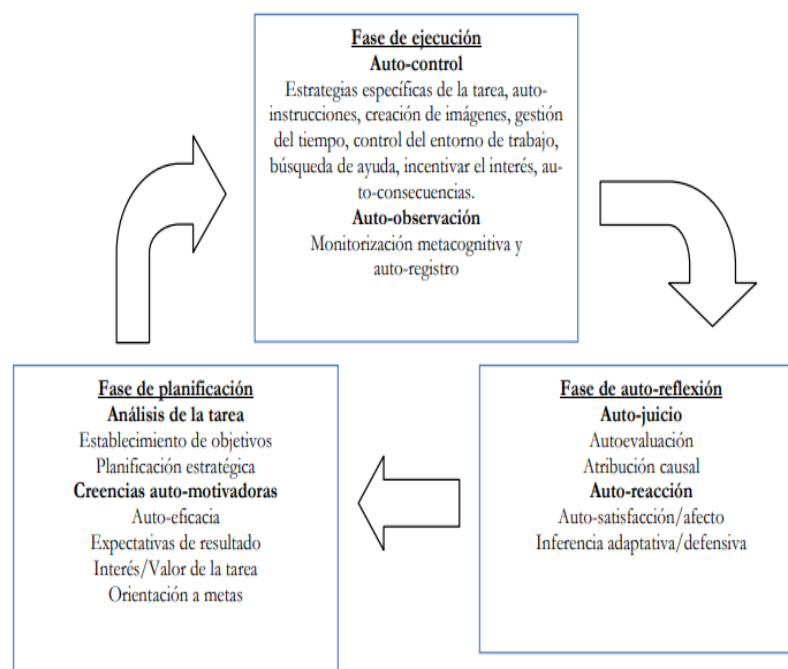 Fase de ejecución
Auto-control
Estrategias específicas de la tarea, auto-
instrucciones, creación de imágenes, gestión
del tiempo, control del entorno de trabajo,
búsqueda de ayuda, incentivar el interés, au-
to-consecuencias.
Auto-observación
Monitorización metacognitiva y
auto-registro
Fase de planificación
Análisis de la tarea
Establecimiento de objetivos
Planificación estratégica
Creencias auto-motivadoras
Auto-eficacia
Expectativas de resultado
Interés/Valor de la tarea
Orientación a metas
Fase de auto-reflexión
Auto-juicio
Autoevaluación
Atribución causal
Auto-reacción
Auto-satisfacción/afecto
Inferencia adaptativa/defensiva